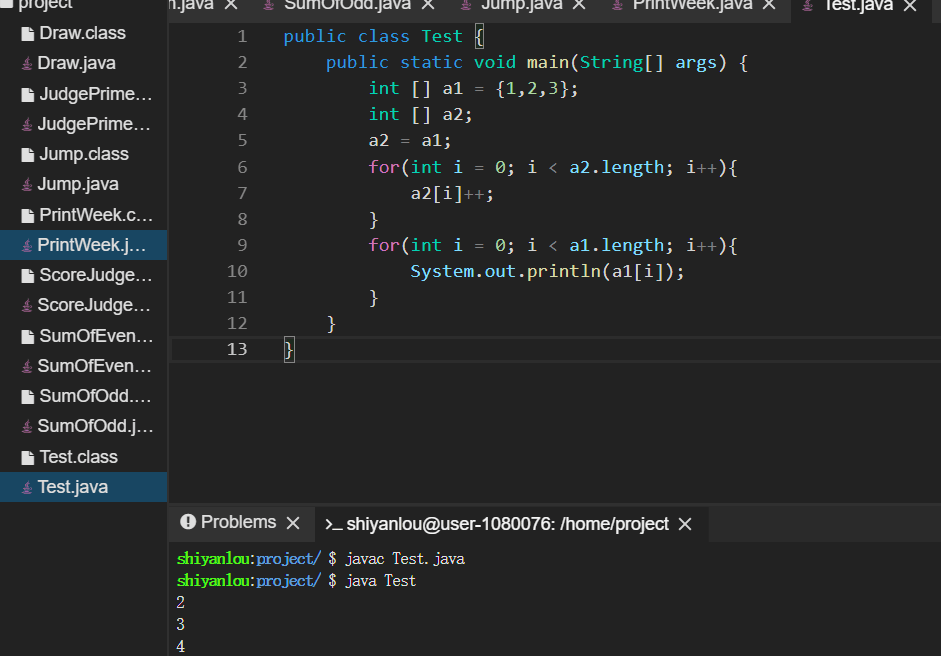 project
Draw.class
Draw.java
JudgePrime...
JudgePrime...
Jump.class
Jump.java
PrintWeek.c...
PrintWeek.j...
ScoreJudge...
ScoreJudge...
SumOfEven...
SumOfEven...
SumOfOdd....
SumOfOdd.j...
Test.class
Test.java
n.java SumOfOdd.java Jump.java PrintWeek.java Test.java
1 public class Test {
2 public static void main(String[] args) {
3 int [] a1 = {1,2,3};
4 int [] a2;
5 a2 = a1;
6 for(int i = 0; i < a2.length; i++){
7 a2[i]++;
8 }
9 for(int i = 0; i < a1.length; i++){
10 System.out.println(a1[i]);
11 }
12 }
13 }
Problems >_ shiyanlou@user-1080076: /home/project
shiyanlou:project/ $ javac Test.java
shiyanlou:project/ $ java Test
2
3
4